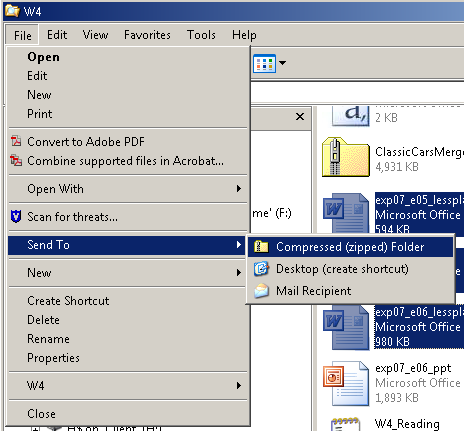 W4
File Edit View Favorites Tools Help
Open
Edit
New
Print
Convert to Adobe PDF
Combine supported files in Acrobat...
Open With
Scan for threats...
Send To
New
Create Shortcut
Delete
Rename
Properties
W4
Close
Compressed (zipped) Folder
Desktop (create shortcut)
Mail Recipient
me' (F:)
2 KB
ClassicCarsMerge
4,931 KB
exp07_e05_lesspla
Microsoft Office
594 KB
exp07_e06_lesspla
Microsoft Office
980 KB
exp07_e06_ppt
Microsoft Office
1,893 KB
W4_Reading